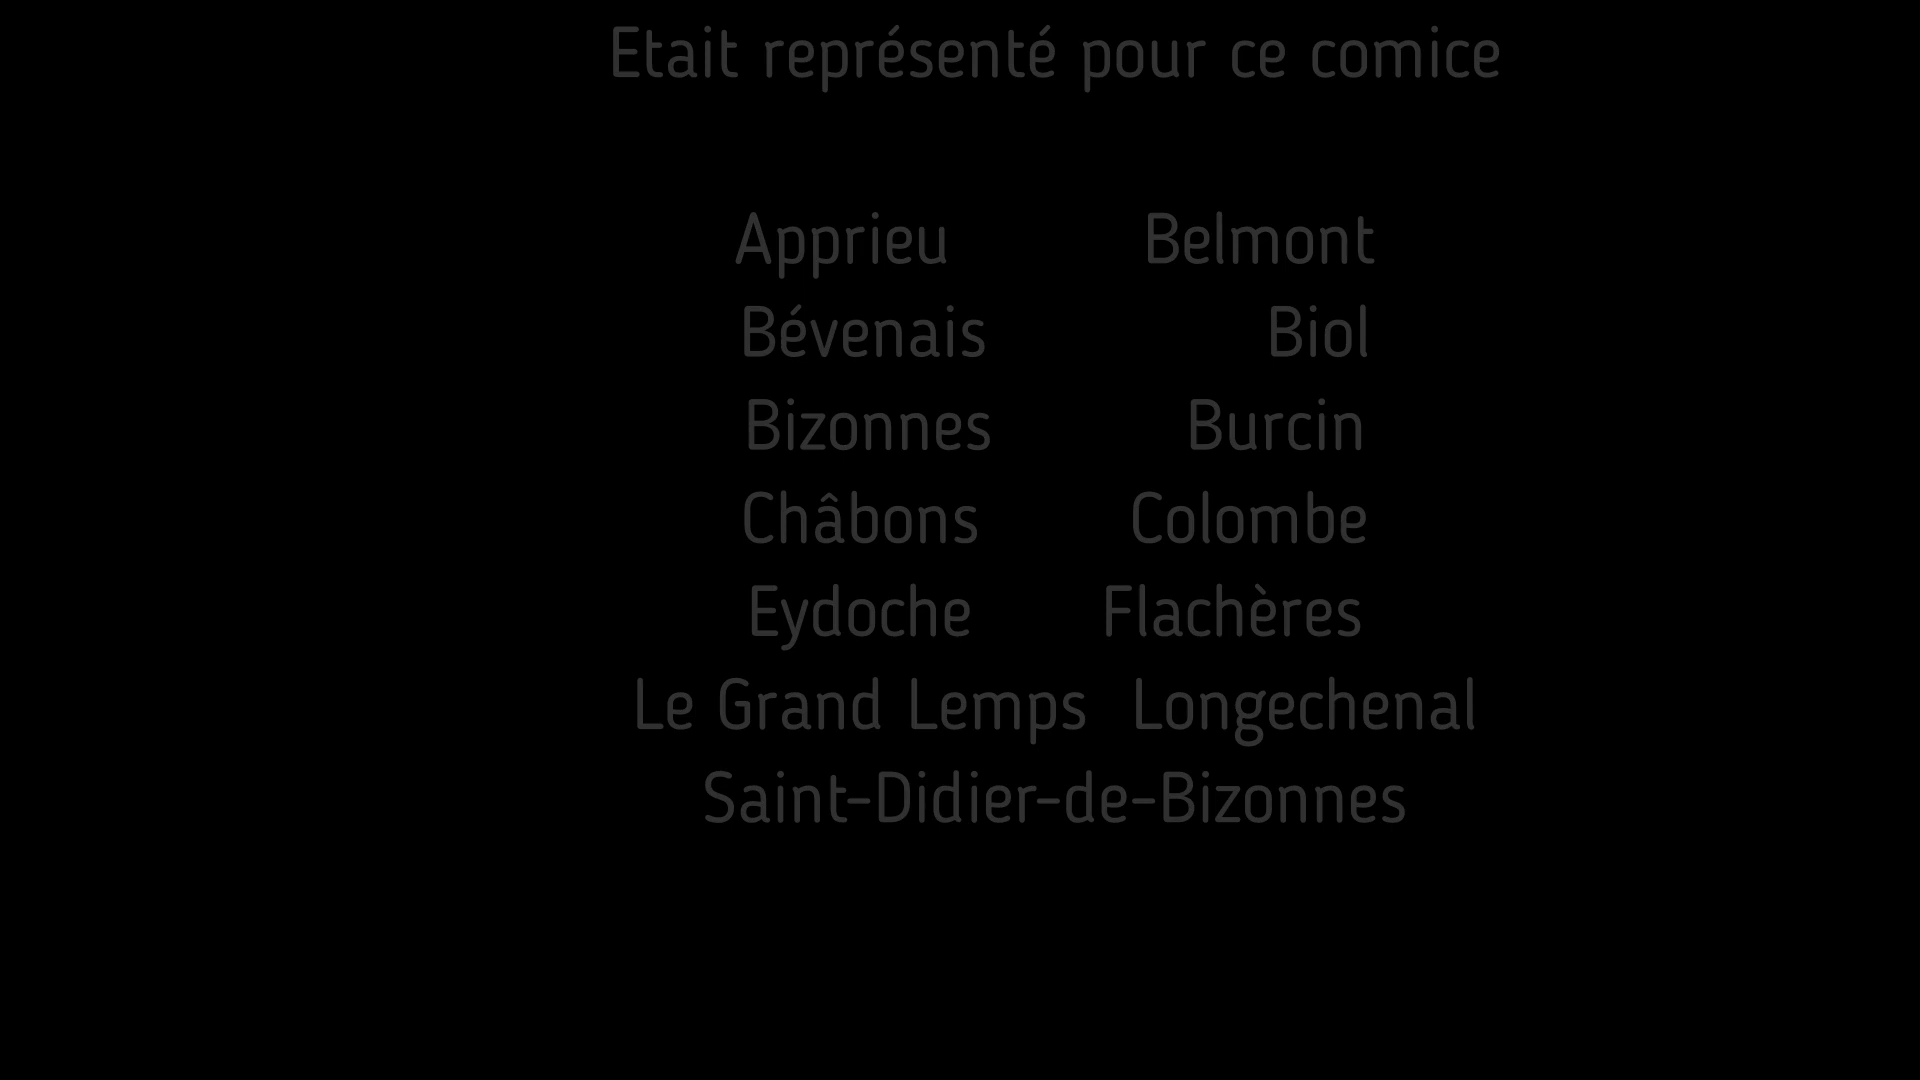 Etait représenté pour ce comice
Apprieu Belmont
Bévenais Biol
Bizonnes Burcin
Châbons Colombe
Eydoche Flachères
Le Grand Lemps Longechenal
Saint-Didier-de-Bizonnes